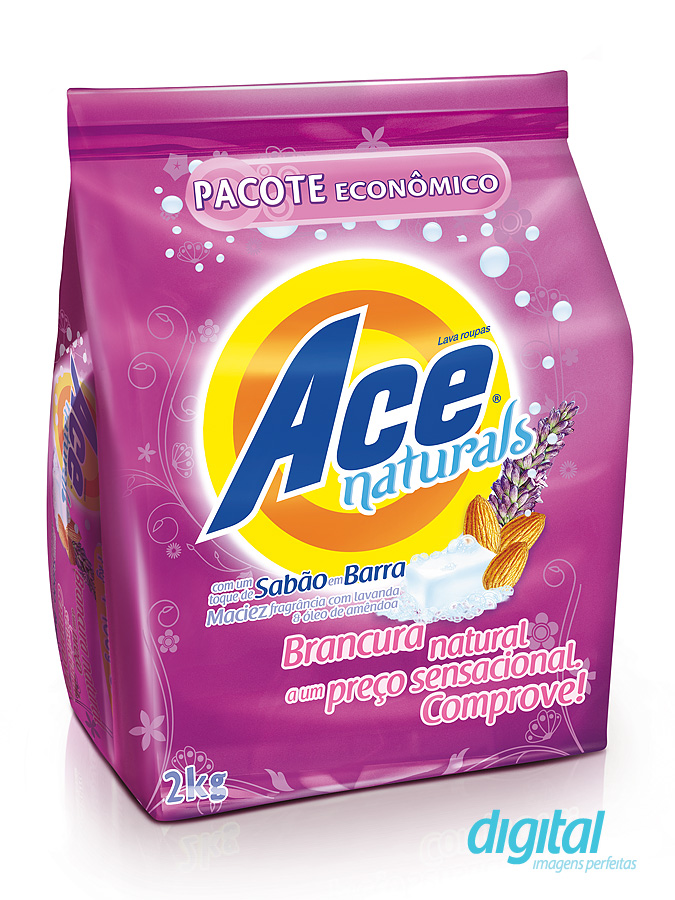 PACOTE ECONÔMICO
Lava roupas
Ace®
naturals
com um
toque de Sabão em Barra
Maciez fragrância com lavanda
e óleo de amêndoa
Brancura natural
a um preço sensacional.
Comprove!
2kg
Ace
digital
imagens perfeitas